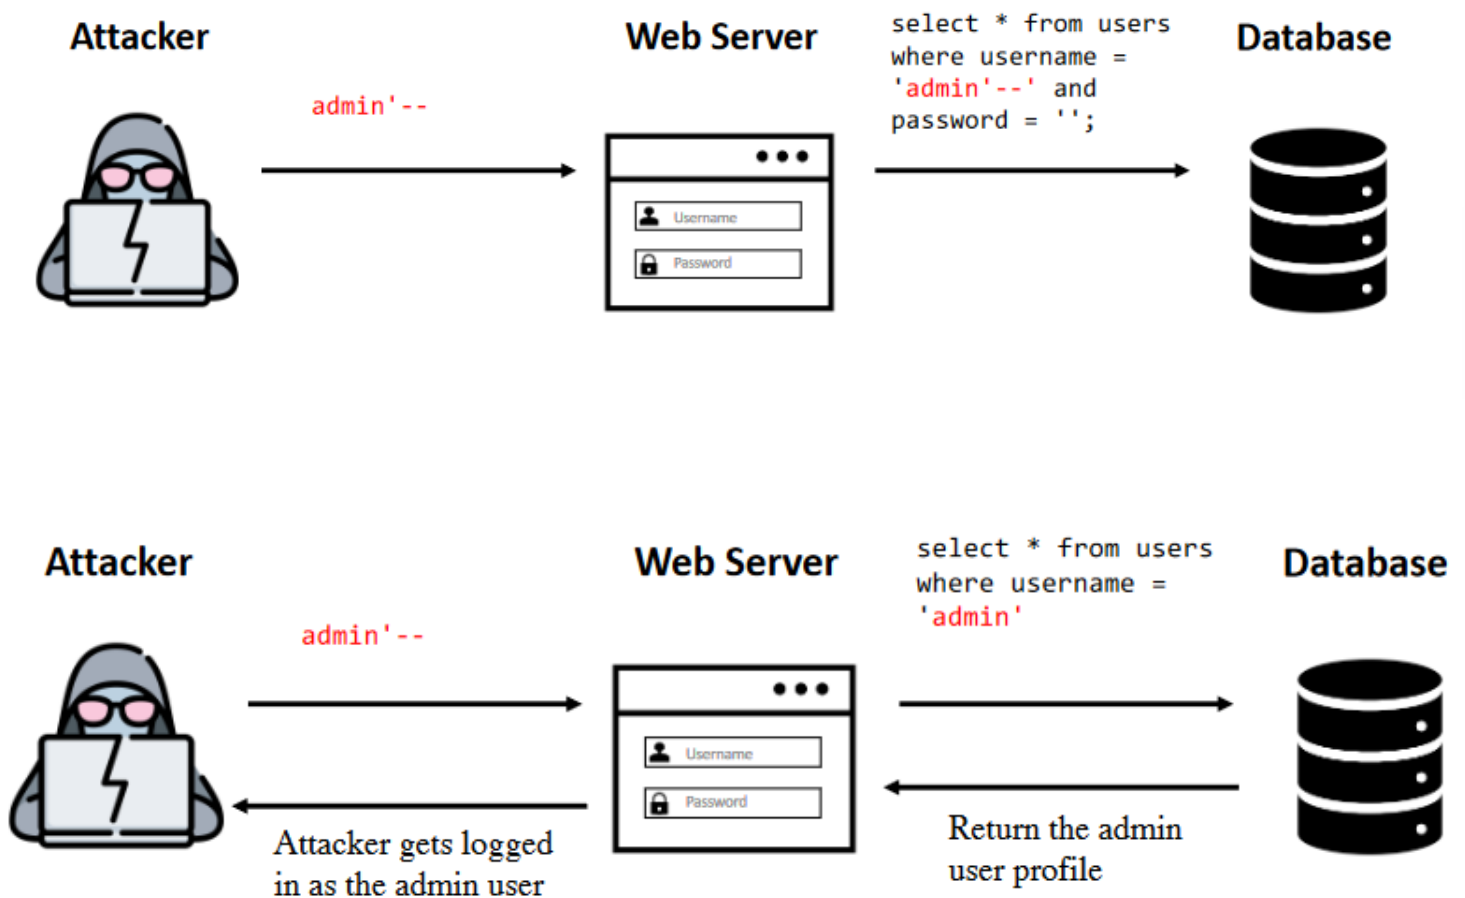 Attacker
Web Server
select * from users
where username =
'admin'--' and
password = '';
Database
admin'--
Username
Password
Attacker
Web Server
select * from users
where username =
'admin'
Database
admin'--
Username
Password
Attacker gets logged
in as the admin user
Return the admin
user profile